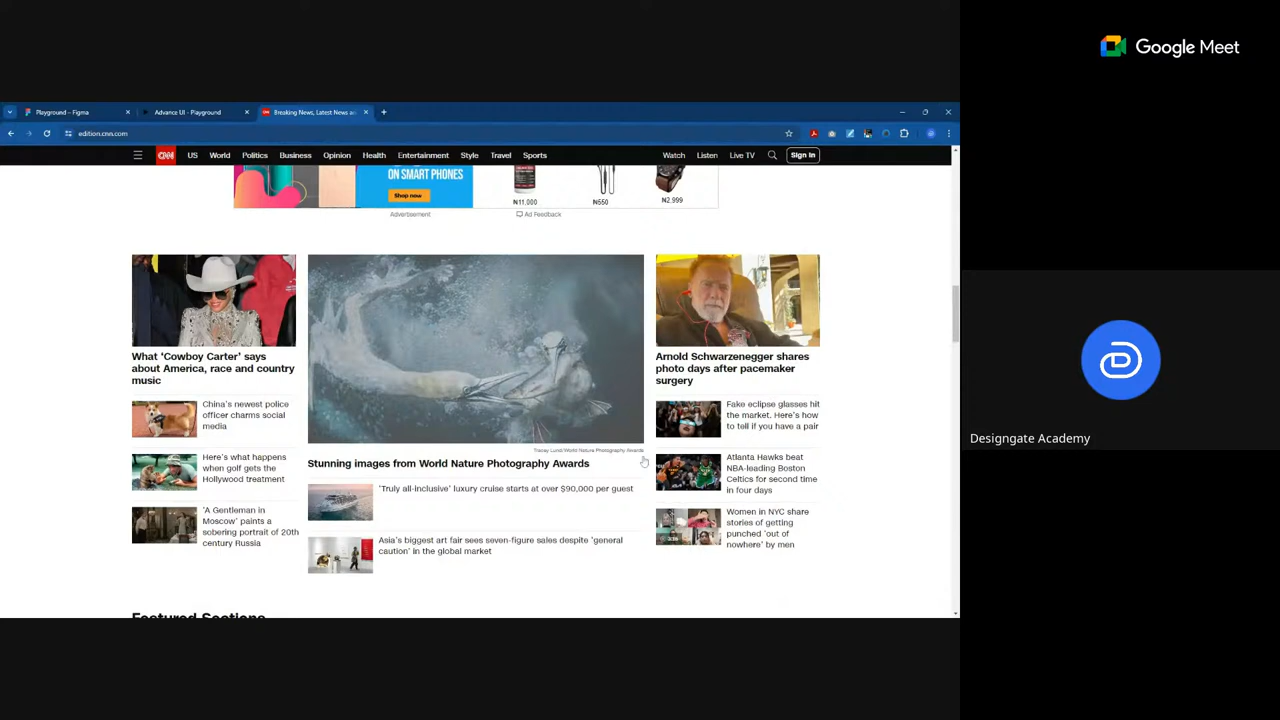 Google Meet
Playground – Figma
Advance UI - Playground
Breaking News, Latest News an
edition.cnn.com
CNN
US
World
Politics
Business
Opinion
Health
Entertainment
Style
Travel
Sports
Watch
Listen
Live TV
Sign In
ON SMART PHONES
Shop now
₦11,000
₦550
₦2,999
Advertisement
Ad Feedback
What ‘Cowboy Carter’ says
about America, race and country
music
China’s newest police
officer charms social
media
Here’s what happens
when golf gets the
Hollywood treatment
‘A Gentleman in
Moscow’ paints a
sobering portrait of 20th
century Russia
Tracey Lund/World Nature Photography Awards
Stunning images from World Nature Photography Awards
‘Truly all-inclusive’ luxury cruise starts at over $90,000 per guest
Asia’s biggest art fair sees seven-figure sales despite ‘general
caution’ in the global market
Arnold Schwarzenegger shares
photo days after pacemaker
surgery
Fake eclipse glasses hit
the market. Here’s how
to tell if you have a pair
Atlanta Hawks beat
NBA-leading Boston
Celtics for second time
in four days
Women in NYC share
stories of getting
punched ‘out of
nowhere’ by men
Featured Sections
Designgate Academy